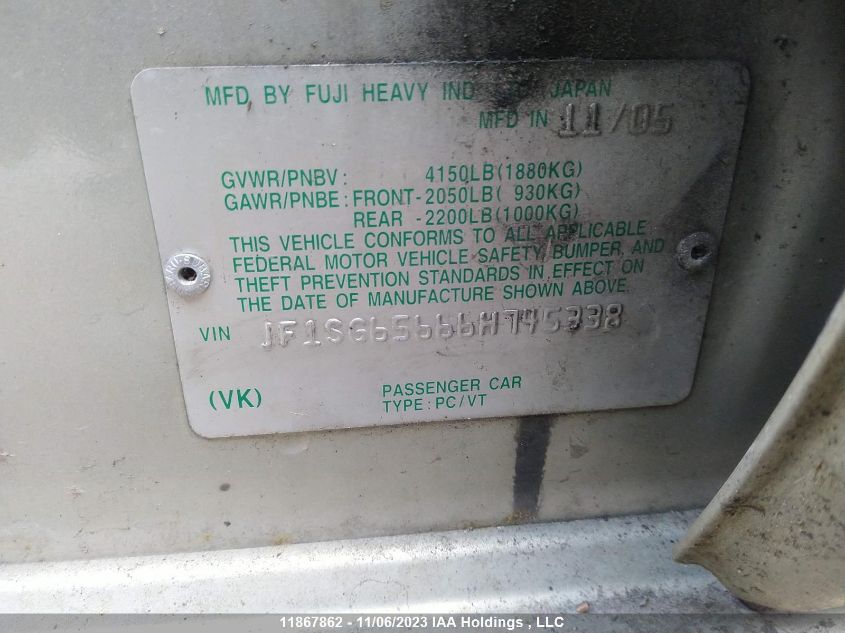 MFD, BY FUJI HEAVY IND JAPAN
MFD IN 11/05
GVWR/PNBV: 4150LB(1880KG)
GAWR/PNBE: FRONT-2050LB( 930KG)
REAR -2200LB(1000KG)
THIS VEHICLE CONFORMS TO ALL APPLICABLE
FEDERAL MOTOR VEHICLE SAFETY, BUMPER, AND
THEFT PREVENTION STANDARDS IN EFFECT ON
THE DATE OF MANUFACTURE SHOWN ABOVE.
VIN JF1SG65666H745338
(VK)
PASSENGER CAR
TYPE: PC/VT
11867862 - 11/06/2023 IAA Holdings , LLC